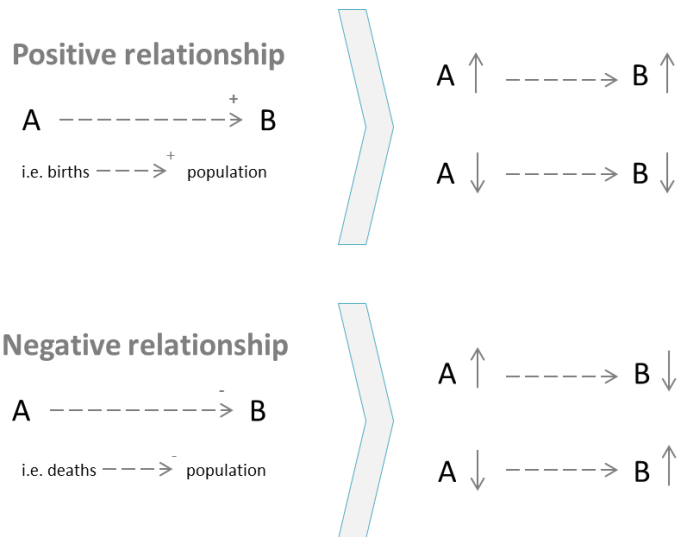 Positive relationship
+
A B
+
i.e. births population
A B
A B
Negative relationship
-
A B
-
i.e. deaths population
A B
A B